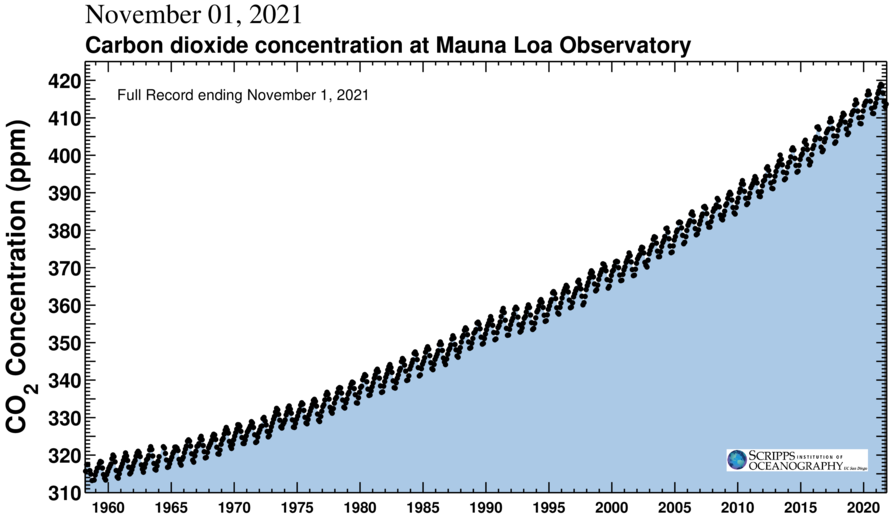 November 01, 2021
Carbon dioxide concentration at Mauna Loa Observatory
Full Record ending November 1, 2021
CO2 Concentration (ppm)
420
410
400
390
380
370
360
350
340
330
320
310
1960 1965 1970 1975 1980 1985 1990 1995 2000 2005 2010 2015 2020
SCRIPPS INSTITUTION OF
OCEANOGRAPHY UC San Diego